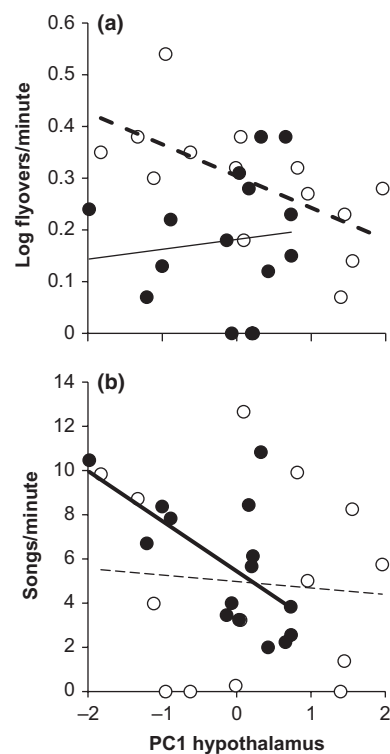 (a)
0.6
0.5
0.4
0.3
0.2
0.1
0
Log flyovers/minute
(b)
14
12
10
8
6
4
2
0
Songs/minute
–2 –1 0 1 2
PC1 hypothalamus